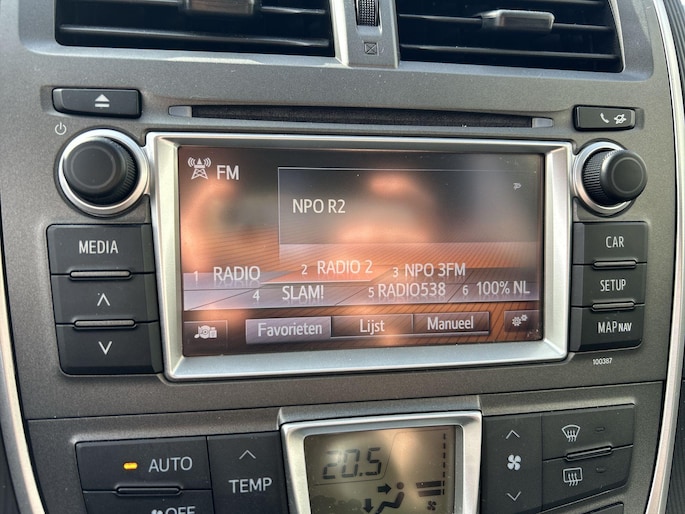 FM
NPO R2
MEDIA
CAR
1 RADIO 2 RADIO 2 3 NPO 3FM
SETUP
4 SLAM! 5 RADIO538 6 100% NL
Favorieten Lijst Manueel
MAP NAV
100387
AUTO
TEMP
20.5
OFF